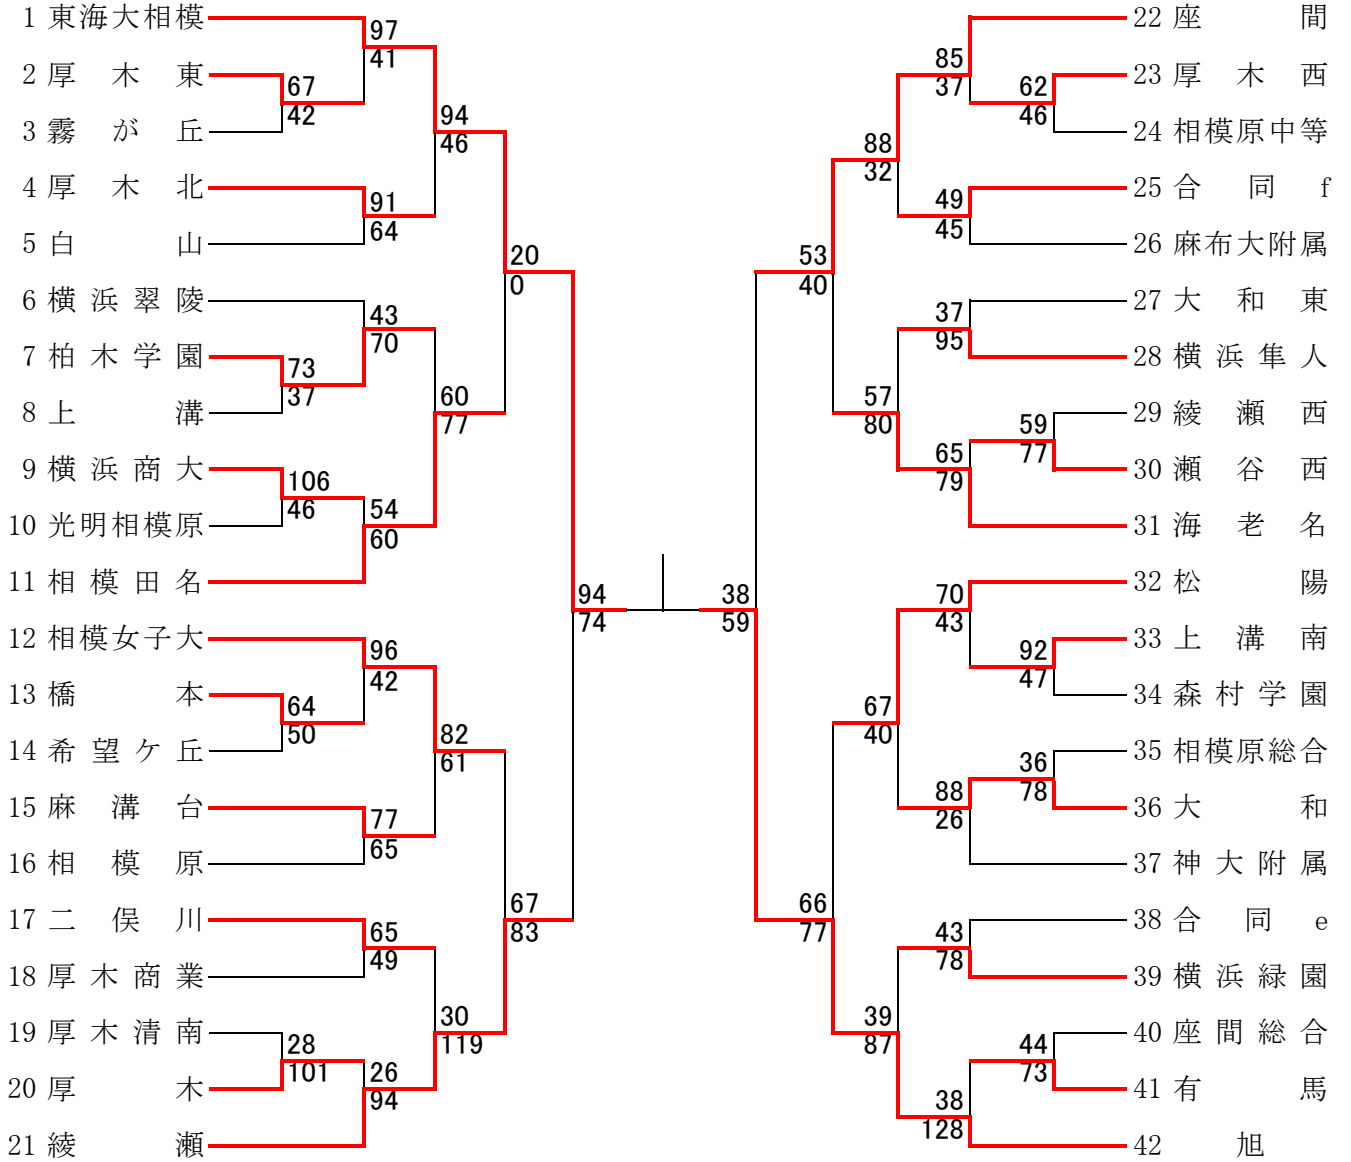 1 東海大相模
2 厚木東
3 霧が丘
4 厚木北
5 白山
6 横浜翠陵
7 柏木学園
8 上溝
9 横浜商大
10 光明相模原
11 相模田名
12 相模女子大
13 橋本
14 希望ケ丘
15 麻溝台
16 相模原
17 二俣川
18 厚木商業
19 厚木清南
20 厚木
21 綾瀬
97
41
67
42
94
46
91
64
20
0
43
70
73
37
60
77
106
46
54
60
94
74
96
42
64
50
82
61
77
65
67
83
65
49
30
119
28
101
26
94
38
59
53
40
88
32
85
37
62
46
49
45
37
95
57
80
59
77
65
79
70
43
92
47
67
40
36
78
88
26
66
77
43
78
39
87
44
73
38
128
22 座間
23 厚木西
24 相模原中等
25 合同f
26 麻布大附属
27 大和東
28 横浜隼人
29 綾瀬西
30 瀬谷西
31 海老名
32 松陽
33 上溝南
34 森村学園
35 相模原総合
36 大和
37 神大附属
38 合同e
39 横浜緑園
40 座間総合
41 有馬
42 旭